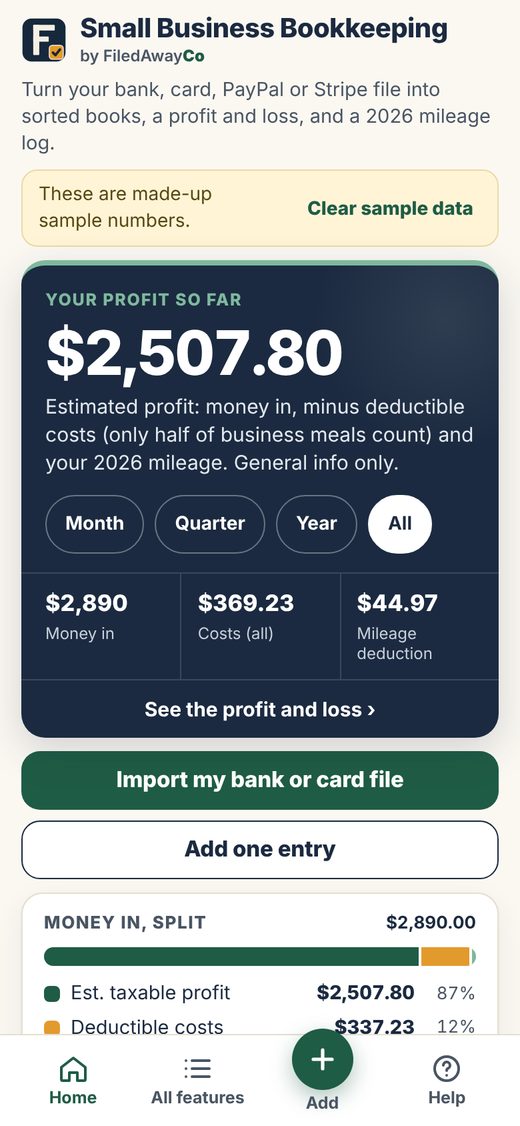 Small Business Bookkeeping
by FiledAwayCo
Turn your bank, card, PayPal or Stripe file into
sorted books, a profit and loss, and a 2026 mileage
log.
These are made-up
sample numbers.
Clear sample data
YOUR PROFIT SO FAR
$2,507.80
Estimated profit: money in, minus deductible
costs (only half of business meals count) and
your 2026 mileage. General info only.
Month Quarter Year All
$2,890 $369.23 $44.97
Money in Costs (all) Mileage
deduction
See the profit and loss ›
Import my bank or card file
Add one entry
MONEY IN, SPLIT $2,890.00
Est. taxable profit $2,507.80 87%
Deductible costs $337.23 12%
Home All features Add Help